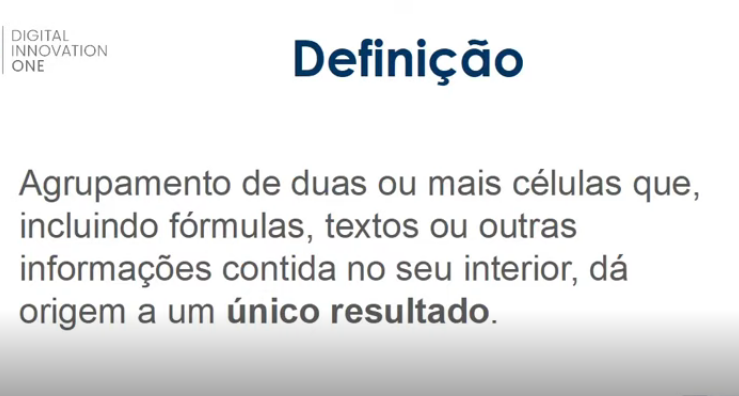 DIGITAL
INNOVATION
ONE
Definição
Agrupamento de duas ou mais células que,
incluindo fórmulas, textos ou outras
informações contida no seu interior, dá
origem a um único resultado.